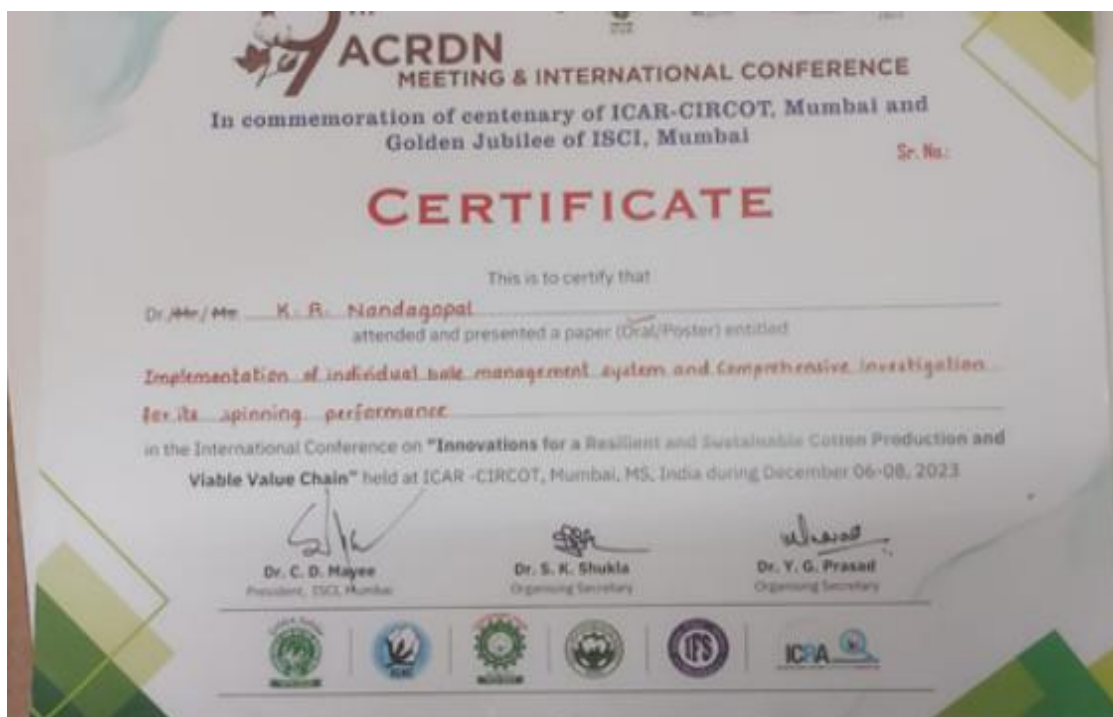 9
ACRDN
MEETING & INTERNATIONAL CONFERENCE
In commemoration of centenary of ICAR-CIRCOT, Mumbai and
Golden Jubilee of ISCI, Mumbai
Sr. No.:
CERTIFICATE
This is to certify that
Dr./Mr./Ms. K. R. Nandagopal
attended and presented a paper (Oral/Poster) entitled
Implementation of individual bale management system and Comprehensive investigation
for its spinning performance
in the International Conference on "Innovations for a Resilient and Sustainable Cotton Production and
Viable Value Chain" held at ICAR -CIRCOT, Mumbai, MS, India during December 06-08, 2023
Dr. C. D. Mayee
President, ISCI, Mumbai
Dr. S. K. Shukla
Organising Secretary
Dr. Y. G. Prasad
Organising Secretary
Golden Jubilee
IFS
ICRA